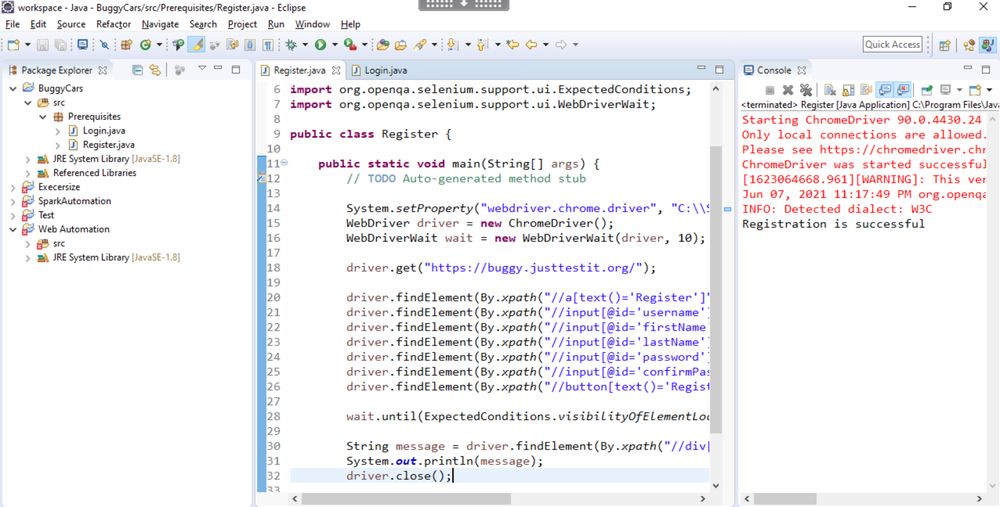 workspace - Java - BuggyCars/src/Prerequisites/Register.java - Eclipse
File Edit Source Refactor Navigate Search Project Run Window Help
Quick Access
Package Explorer
BuggyCars
src
Prerequisites
Login.java
Register.java
JRE System Library [JavaSE-1.8]
Referenced Libraries
Execersize
SparkAutomation
Test
Web Automation
src
JRE System Library [JavaSE-1.8]
Register.java Login.java
6 import org.openqa.selenium.support.ui.ExpectedConditions;
7 import org.openqa.selenium.support.ui.WebDriverWait;
8
9 public class Register {
10
11 public static void main(String[] args) {
12 // TODO Auto-generated method stub
13
14 System.setProperty("webdriver.chrome.driver", "C:\\S
15 WebDriver driver = new ChromeDriver();
16 WebDriverWait wait = new WebDriverWait(driver, 10);
17
18 driver.get("https://buggy.justtestit.org/");
19
20 driver.findElement(By.xpath("//a[text()='Register']"
21 driver.findElement(By.xpath("//input[@id='username']
22 driver.findElement(By.xpath("//input[@id='firstName'
23 driver.findElement(By.xpath("//input[@id='lastName']
24 driver.findElement(By.xpath("//input[@id='password']
25 driver.findElement(By.xpath("//input[@id='confirmPas
26 driver.findElement(By.xpath("//button[text()='Regist
27
28 wait.until(ExpectedConditions.visibilityOfElementLoc
29
30 String message = driver.findElement(By.xpath("//div[
31 System.out.println(message);
32 driver.close();
33
Console
<terminated> Register [Java Application] C:\Program Files\Java
Starting ChromeDriver 90.0.4430.24
Only local connections are allowed.
Please see https://chromedriver.chr
ChromeDriver was started successful
[1623064668.961][WARNING]: This ver
Jun 07, 2021 11:17:49 PM org.openqa
INFO: Detected dialect: W3C
Registration is successful